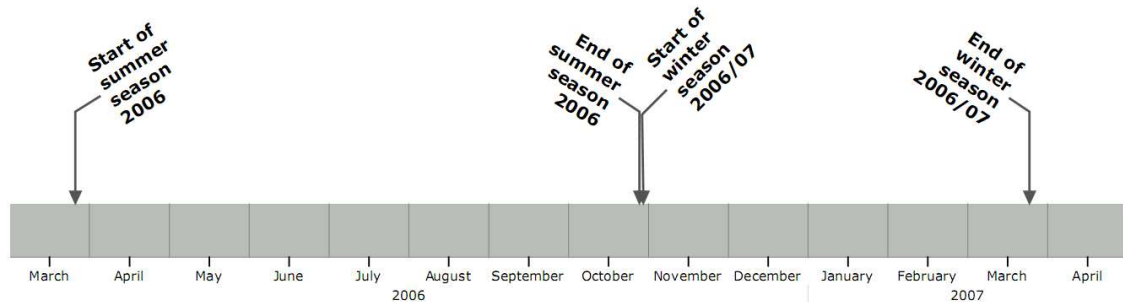 Start of
summer
season
2006
End of
summer
season
2006
Start of
winter
season
2006/07
End of
winter
season
2006/07
March April May June July August September October November December January February March April
2006 2007